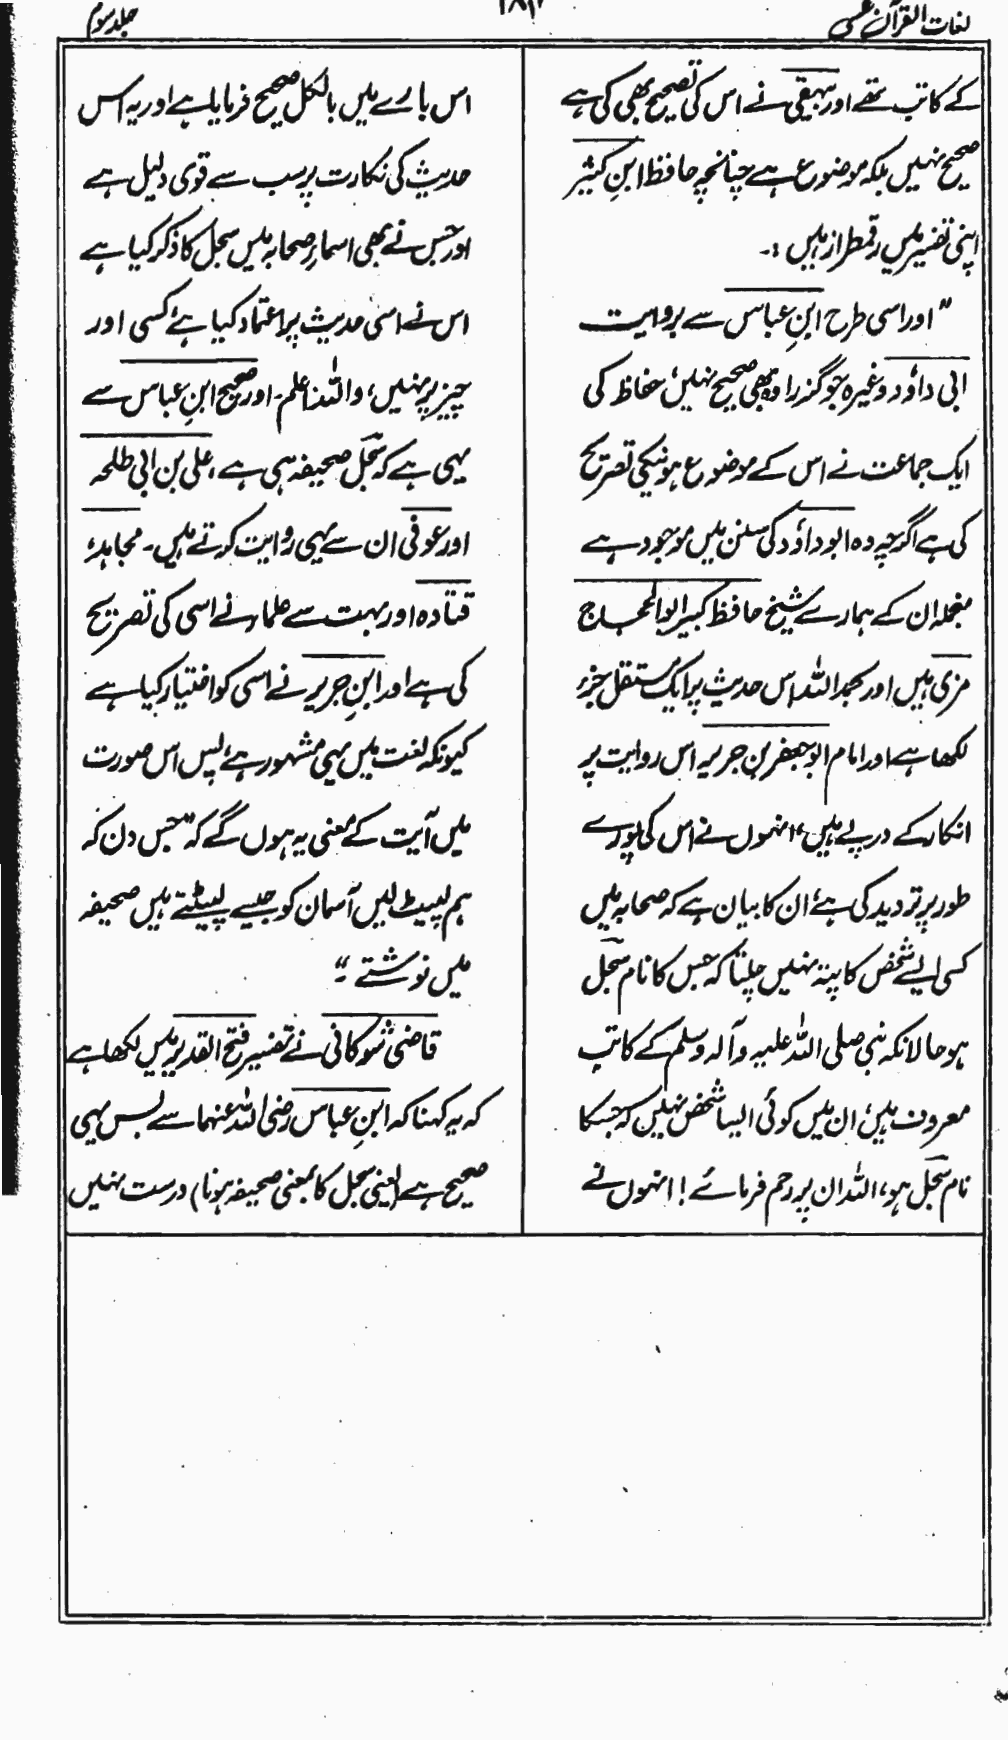 لغات القرآن
جلد سوم
کے کاتب تھے اور بیہقی نے اس کی تصحیح بھی کی ہے
صحیح نہیں بلکہ موضوع ہے چنانچہ حافظ ابنِ کثیر
اپنی تفسیر میں رقمطراز ہیں :۔
"اور اسی طرح ابنِ عباس سے بروایت
ابی داؤد وغیرہ جو گذرا وہ بھی صحیح نہیں، حفاظ کی
ایک جماعت نے اس کے موضوع ہونیکی تصریح
کی ہے اگرچہ وہ ابوداؤد کی سنن میں موجود ہے
منجملہ ان کے ہمارے شیخ حافظ کبیر ابوالحجاج
مزی ہیں اور بحمد اللہ اس حدیث پر ایک مستقل جزء
لکھا ہے اور امام ابو جعفر بن جریر اس روایت پر
انکار کے درپے ہیں، انہوں نے اس کی پورے
طور پر تردید کی ہے، ان کا بیان ہے کہ صحابہ میں
کسی ایسے شخص کا پتہ نہیں چلتا کہ جس کا نام سجل
ہو حالانکہ نبی صلی اللہ علیہ وآلہ وسلم کے کاتب
معروف ہیں، ان میں کوئی ایسا شخص نہیں کہ جسکا
نام سجل ہو، اللہ ان پر رحم فرمائے! انہوں نے
اس بارے میں بالکل صحیح فرمایا ہے اور یہ اس
حدیث کی نکارت پر سب سے قوی دلیل ہے
اور جس نے بھی اسماءِ صحابہ میں سجل کا ذکر کیا ہے
اس نے اسی حدیث پر اعتماد کیا ہے، کسی اور
چیز پر نہیں، واللہ اعلم۔ اور صحیح ابنِ عباس سے
یہی ہے کہ سجل صحیفہ ہی ہے، علی بن ابی طلحہ
اور عوفی ان سے یہی روایت کرتے ہیں۔ مجاہد،
قتادہ اور بہت سے علماء نے اسی کی تصریح
کی ہے اور ابنِ جریر نے اسی کو اختیار کیا ہے
کیونکہ لغت میں یہی مشہور ہے، پس اس صورت
میں آیت کے معنی یہ ہوں گے کہ "جس دن کہ
ہم لپیٹ لیں آسمان کو جیسے لپیٹتے ہیں صحیفہ
میں نوشتے"۔
قاضی شوکانی نے تفسیر فتح القدیر میں لکھا ہے
کہ یہ کہنا کہ ابنِ عباس رضی اللہ عنہما سے بس یہی
صحیح ہے (یعنی سجل کا بمعنی صحیفہ ہونا) درست نہیں